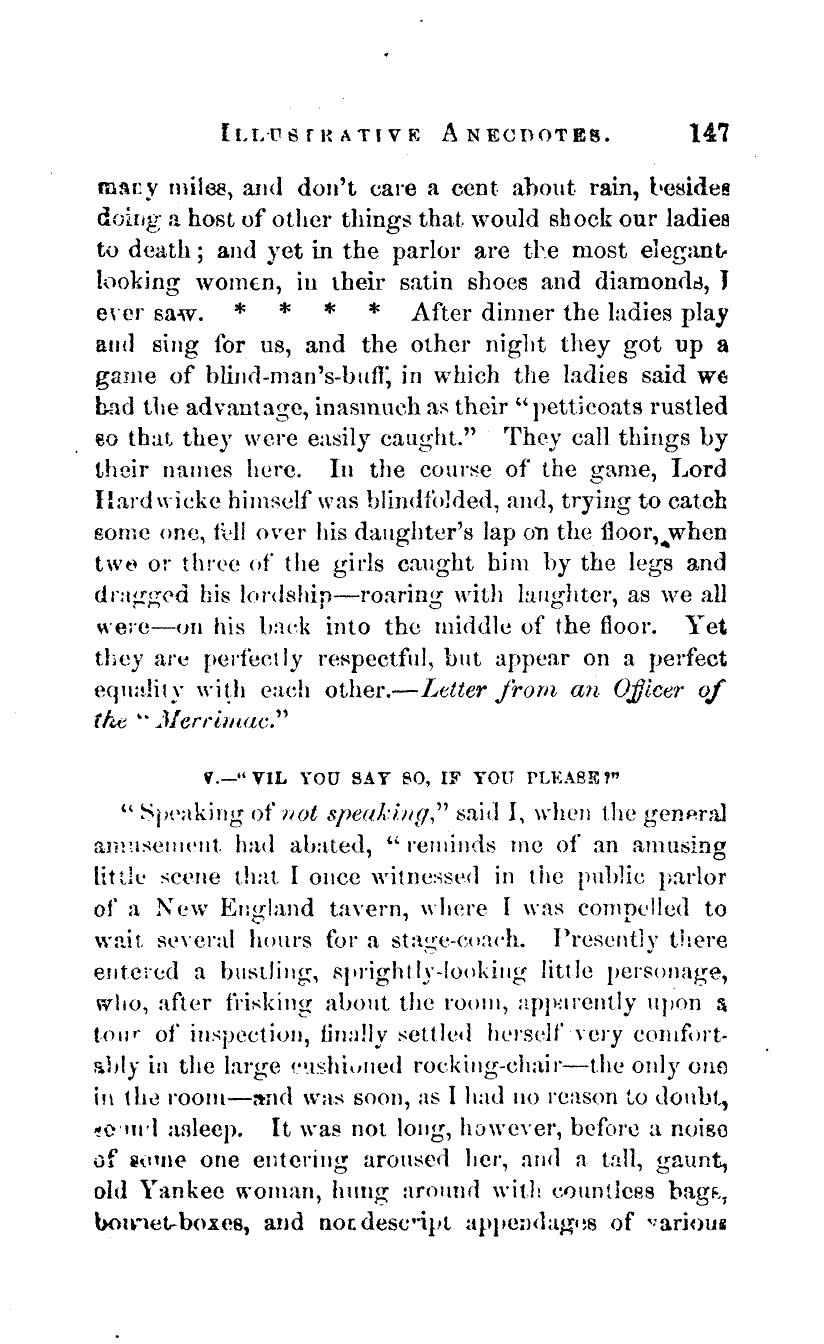 Illustrative Anecdotes. 147
many miles, and don't care a cent about rain, besides
doing a host of other things that would shock our ladies
to death; and yet in the parlor are the most elegant-
looking women, in their satin shoes and diamonds, I
ever saw. * * * * After dinner the ladies play
and sing for us, and the other night they got up a
game of blind-man's-buff, in which the ladies said we
had the advantage, inasmuch as their “petticoats rustled
so that they were easily caught.” They call things by
their names here. In the course of the game, Lord
Hardwicke himself was blindfolded, and, trying to catch
some one, fell over his daughter's lap on the floor, when
two or three of the girls caught him by the legs and
dragged his lordship—roaring with laughter, as we all
were—on his back into the middle of the floor. Yet
they are perfectly respectful, but appear on a perfect
equality with each other.—Letter from an Officer of
the “Merrimac.”
V.—“VIL YOU SAY SO, IF YOU PLEASE?”
“Speaking of not speaking,” said I, when the general
amusement had abated, “reminds me of an amusing
little scene that I once witnessed in the public parlor
of a New England tavern, where I was compelled to
wait several hours for a stage-coach. Presently there
entered a bustling, sprightly-looking little personage,
who, after frisking about the room, apparently upon a
tour of inspection, finally settled herself very comfort-
ably in the large cushioned rocking-chair—the only one
in the room—and was soon, as I had no reason to doubt,
sound asleep. It was not long, however, before a noise
of some one entering aroused her, and a tall, gaunt,
old Yankee woman, hung around with countless bags,
bonnet-boxes, and nondescript appendages of various